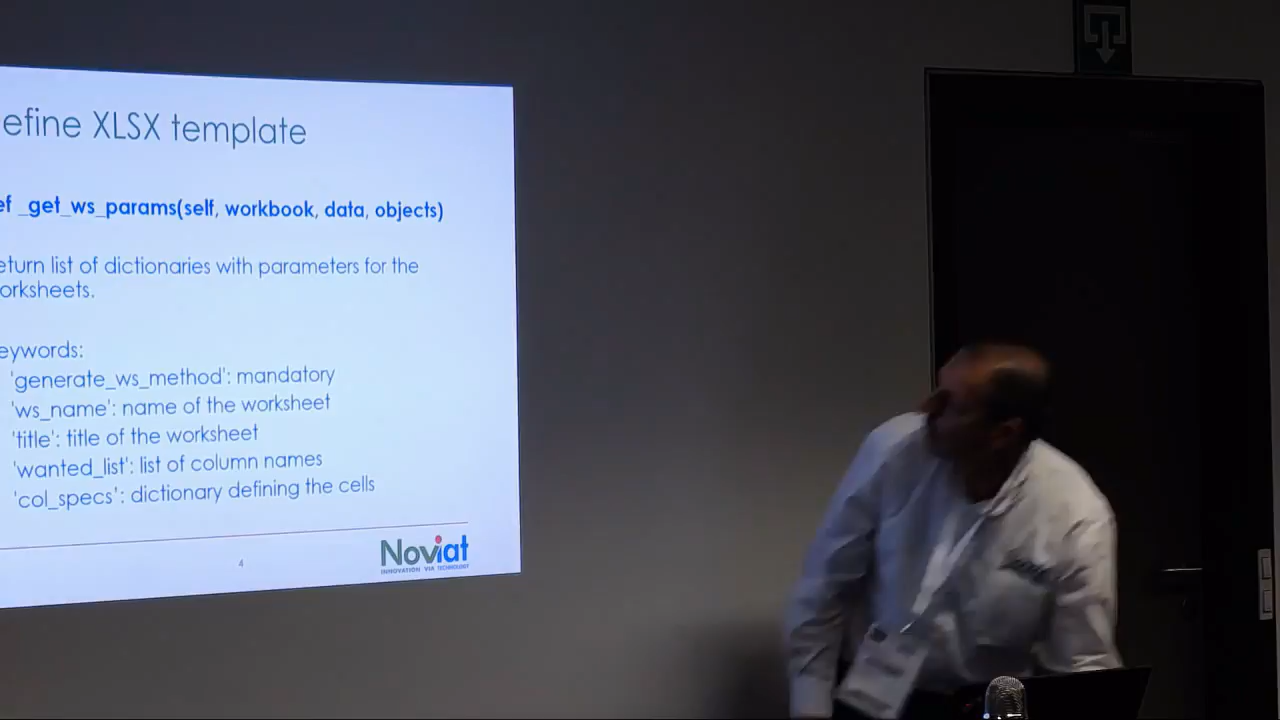 efine XLSX template
ef _get_ws_params(self, workbook, data, objects)
eturn list of dictionaries with parameters for the
orksheets.
eywords:
'generate_ws_method': mandatory
'ws_name': name of the worksheet
'title': title of the worksheet
'wanted_list': list of column names
'col_specs': dictionary defining the cells
4
Noviat
INNOVATION VIA TECHNOLOGY